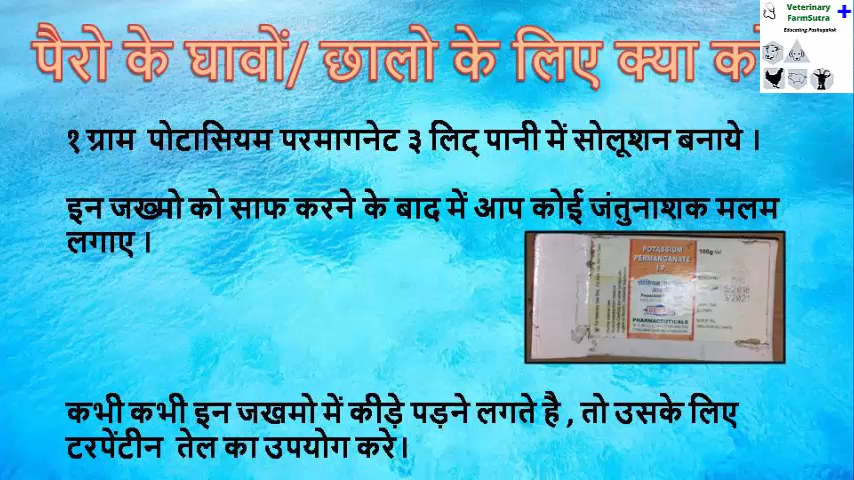 Veterinary
FarmSutra
Educating Pashupalak
पैरो के घावों/ छालो के लिए क्या
१ ग्राम पोटासियम परमागनेट ३ लिट् पानी में सोलूशन बनाये ।
इन जख्मो को साफ करने के बाद में आप कोई जंतुनाशक मलम
लगाए ।
POTASSIUM
PERMANGANATE
I.P.
100g
PHARMACEUTICALS
कभी कभी इन जखमो में कीड़े पड़ने लगते है , तो उसके लिए
टरपेंटीन तेल का उपयोग करे।